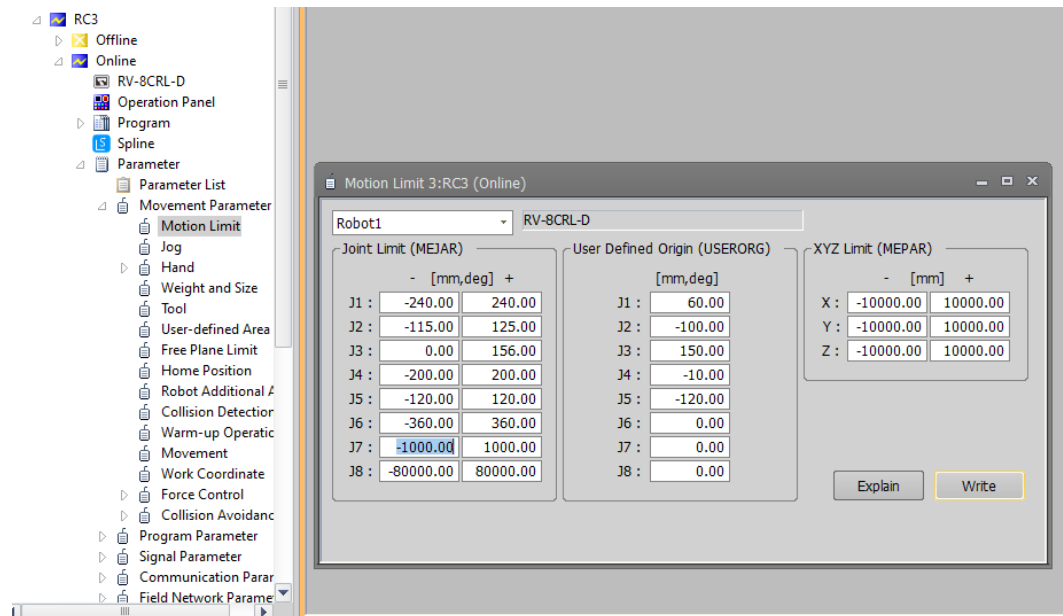 RC3
Offline
Online
RV-8CRL-D
Operation Panel
Program
Spline
Parameter
Parameter List
Movement Parameter
Motion Limit
Jog
Hand
Weight and Size
Tool
User-defined Area
Free Plane Limit
Home Position
Robot Additional A
Collision Detection
Warm-up Operatic
Movement
Work Coordinate
Force Control
Collision Avoidanc
Program Parameter
Signal Parameter
Communication Parar
Field Network Parame
Motion Limit 3:RC3 (Online)
Robot1 RV-8CRL-D
Joint Limit (MEJAR)
- [mm,deg] +
J1 : -240.00 240.00
J2 : -115.00 125.00
J3 : 0.00 156.00
J4 : -200.00 200.00
J5 : -120.00 120.00
J6 : -360.00 360.00
J7 : -1000.00 1000.00
J8 : -80000.00 80000.00
User Defined Origin (USERORG)
[mm,deg]
J1 : 60.00
J2 : -100.00
J3 : 150.00
J4 : -10.00
J5 : -120.00
J6 : 0.00
J7 : 0.00
J8 : 0.00
XYZ Limit (MEPAR)
- [mm] +
X : -10000.00 10000.00
Y : -10000.00 10000.00
Z : -10000.00 10000.00
Explain Write